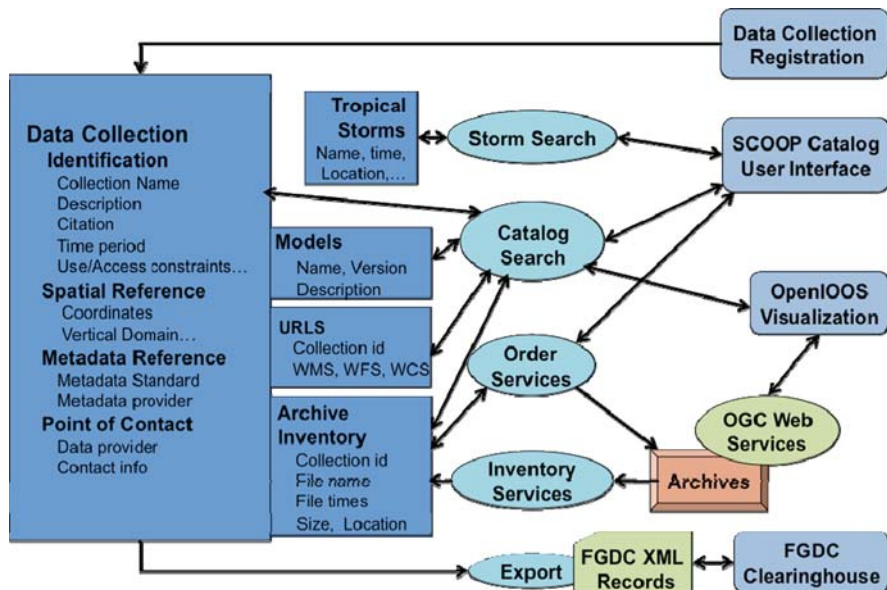 Data Collection
Registration
Data Collection
Identification
Collection Name
Description
Citation
Time period
Use/Access constraints…
Spatial Reference
Coordinates
Vertical Domain…
Metadata Reference
Metadata Standard
Metadata provider
Point of Contact
Data provider
Contact info
Tropical
Storms
Name, time,
Location,…
Storm Search
SCOOP Catalog
User Interface
Models
Name, Version
Description
Catalog
Search
URLS
Collection id
WMS, WFS, WCS
OpenIOOS
Visualization
Order
Services
Archive
Inventory
Collection id
File name
File times
Size, Location
OGC Web
Services
Inventory
Services
Archives
Export
FGDC XML
Records
FGDC
Clearinghouse